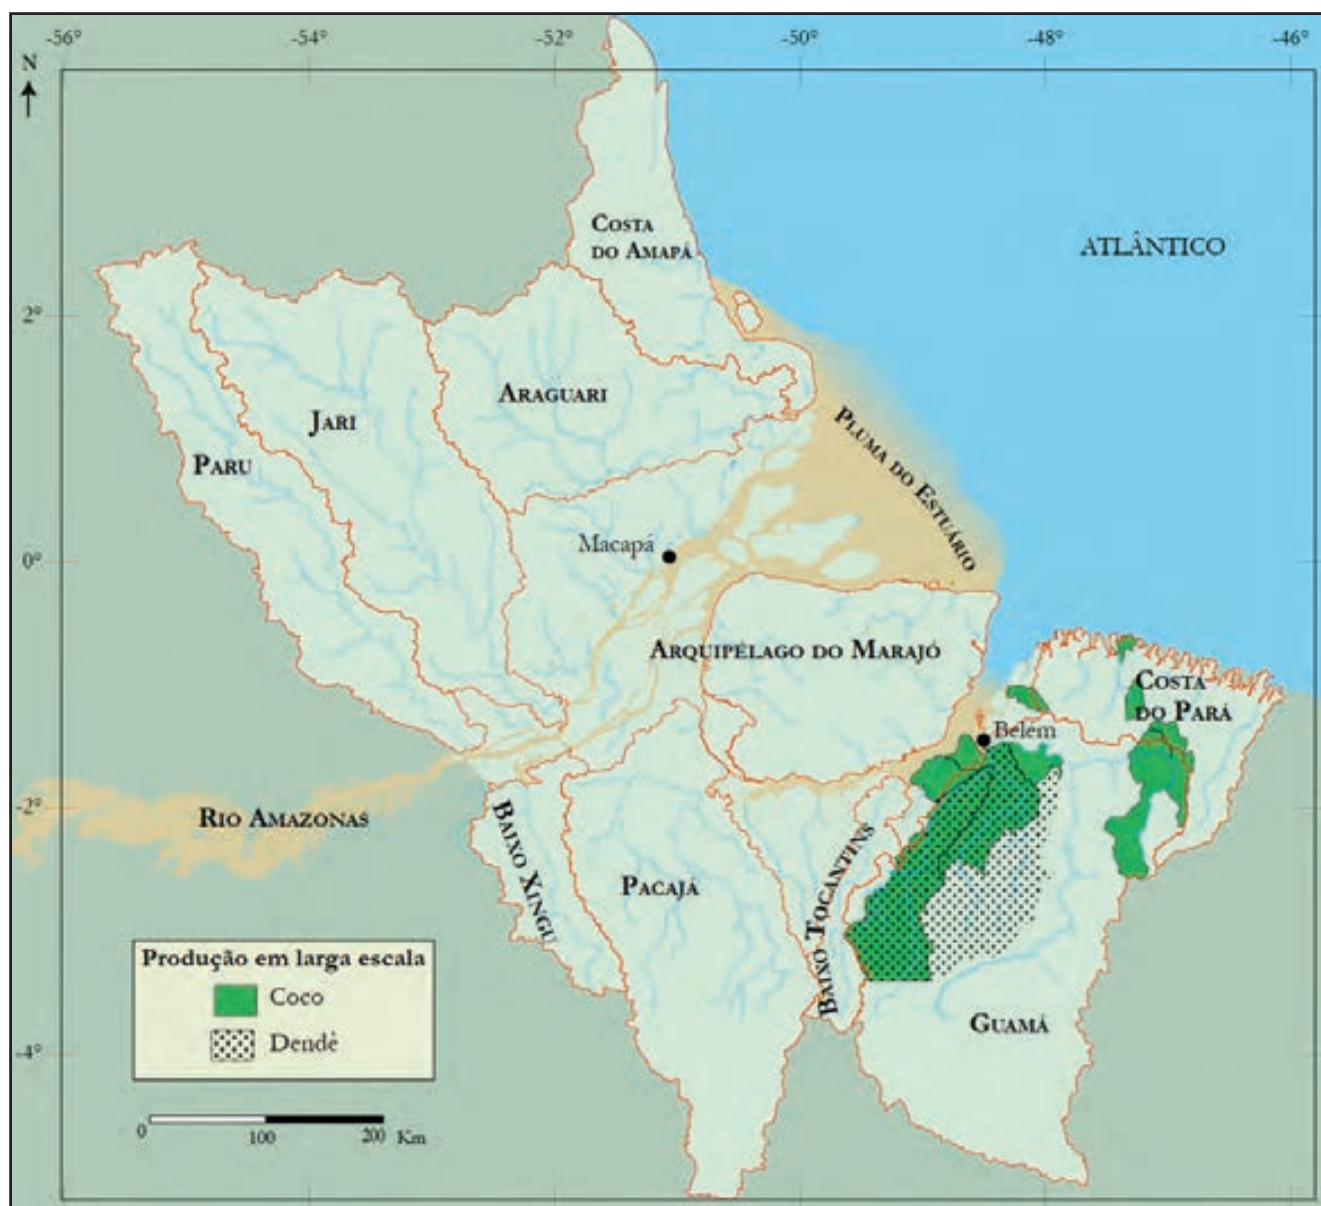 -56°
-54°
-52°
-50°
-48°
-46°
N
COSTA
DO AMAPÁ
ATLÂNTICO
2°
ARAGUARI
JARI
PARU
PLUMA DO ESTUÁRIO
Macapá
0°
ARQUIPÉLAGO DO MARAJÓ
COSTA
DO PARÁ
Belém
-2°
RIO AMAZONAS
BAIXO XINGU
PACAJÁ
BAIXO TOCANTINS
GUAMÁ
Produção em larga escala
Coco
Dendê
-4°
0
100
200 Km